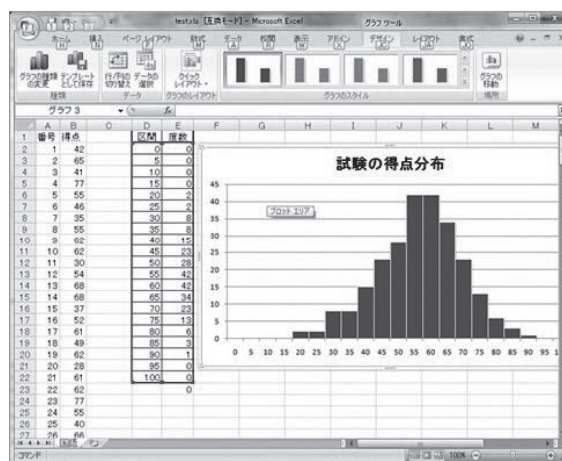 test.xls [互換モード] - Microsoft Excel
グラフ ツール
ホーム 挿入 ページ レイアウト 数式 データ 校閲 表示 アドイン デザイン レイアウト 書式
H N P M A R W X JC JA JO
グラフの種類の変更 テンプレートとして保存 行/列の切り替え データの選択 クイック レイアウト グラフの移動
種類 データ グラフのレイアウト グラフのスタイル 場所
グラフ 3 fx
A B C D E F G H I J K L M
1 番号 得点 区間 度数
2 1 42 0 0
3 2 65 5 0
4 3 41 10 0
5 4 77 15 0
6 5 55 20 2
7 6 46 25 2
8 7 35 30 8
9 8 55 35 8
10 9 62 40 15
11 10 62 45 23
12 11 30 50 28
13 12 54 55 42
14 13 68 60 42
15 14 68 65 34
16 15 37 70 23
17 16 52 75 13
18 17 61 80 6
19 18 49 85 3
20 19 62 90 1
21 20 28 95 0
22 21 61 100 0
23 22 62 0
24 23 77
25 24 55
26 25 40
27 26 66
試験の得点分布
45
40
35
30
25
20
15
10
5
0
プロット エリア
0 5 10 15 20 25 30 35 40 45 50 55 60 65 70 75 80 85 90 95
コマンド 100%